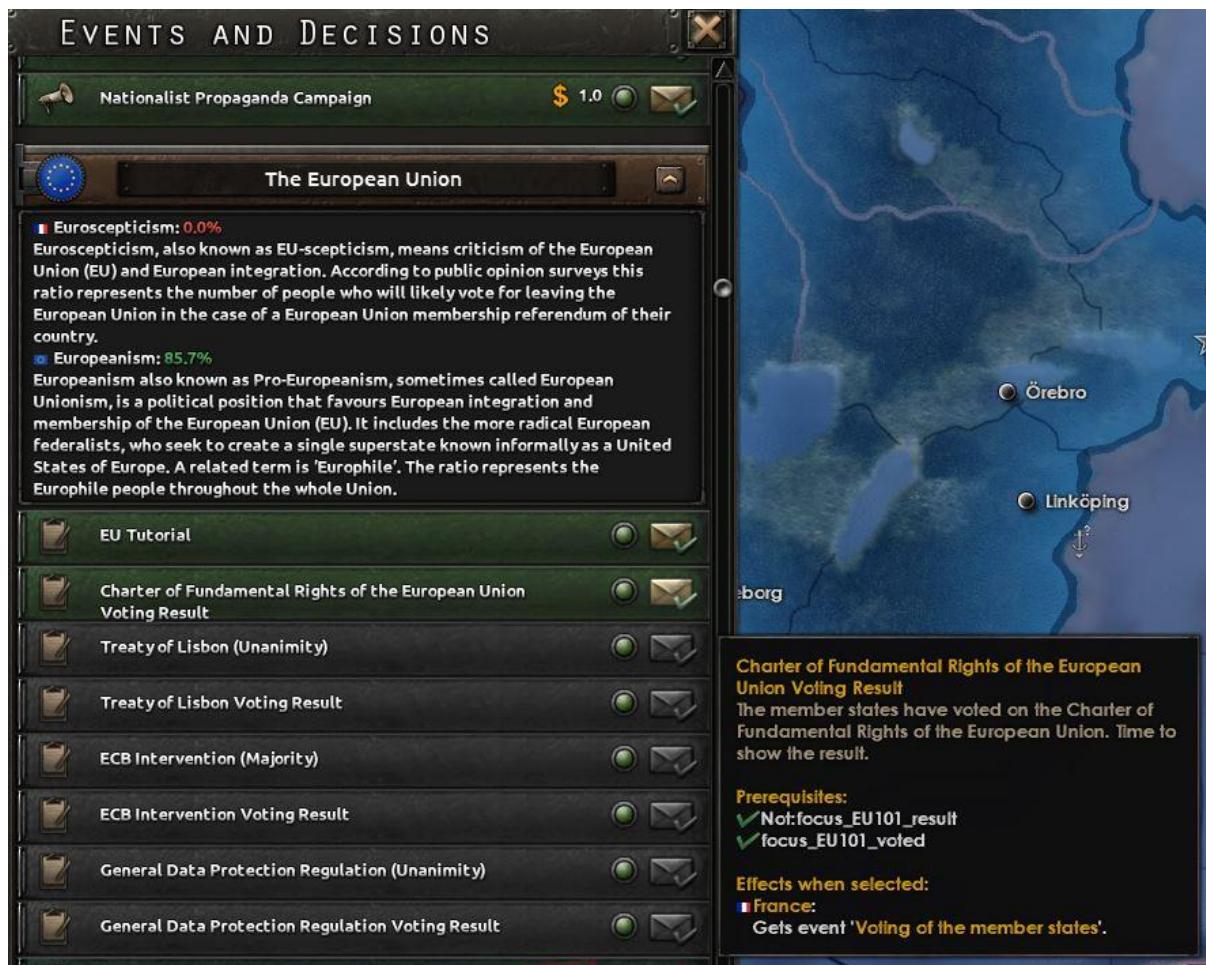 EVENTS AND DECISIONS
Nationalist Propaganda Campaign
$ 1.0
The European Union
Euroscepticism: 0.0%
Euroscepticism, also known as EU-scepticism, means criticism of the European
Union (EU) and European integration. According to public opinion surveys this
ratio represents the number of people who will likely vote for leaving the
European Union in the case of a European Union membership referendum of their
country.
Europeanism: 85.7%
Europeanism also known as Pro-Europeanism, sometimes called European
Unionism, is a political position that favours European integration and
membership of the European Union (EU). It includes the more radical European
federalists, who seek to create a single superstate known informally as a United
States of Europe. A related term is 'Europhile'. The ratio represents the
Europhile people throughout the whole Union.
EU Tutorial
Charter of Fundamental Rights of the European Union
Voting Result
Treaty of Lisbon (Unanimity)
Treaty of Lisbon Voting Result
ECB Intervention (Majority)
ECB Intervention Voting Result
General Data Protection Regulation (Unanimity)
General Data Protection Regulation Voting Result
Örebro
Linköping
?
eborg
Charter of Fundamental Rights of the European
Union Voting Result
The member states have voted on the Charter of
Fundamental Rights of the European Union. Time to
show the result.
Prerequisites:
Not:focus_EU101_result
focus_EU101_voted
Effects when selected:
France:
Gets event 'Voting of the member states'.